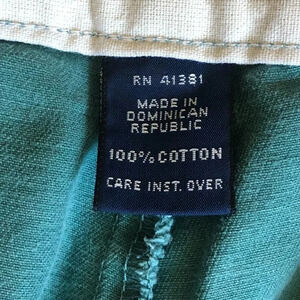 RN 41381
MADE IN
DOMINICAN
REPUBLIC
100% COTTON
CARE INST. OVER